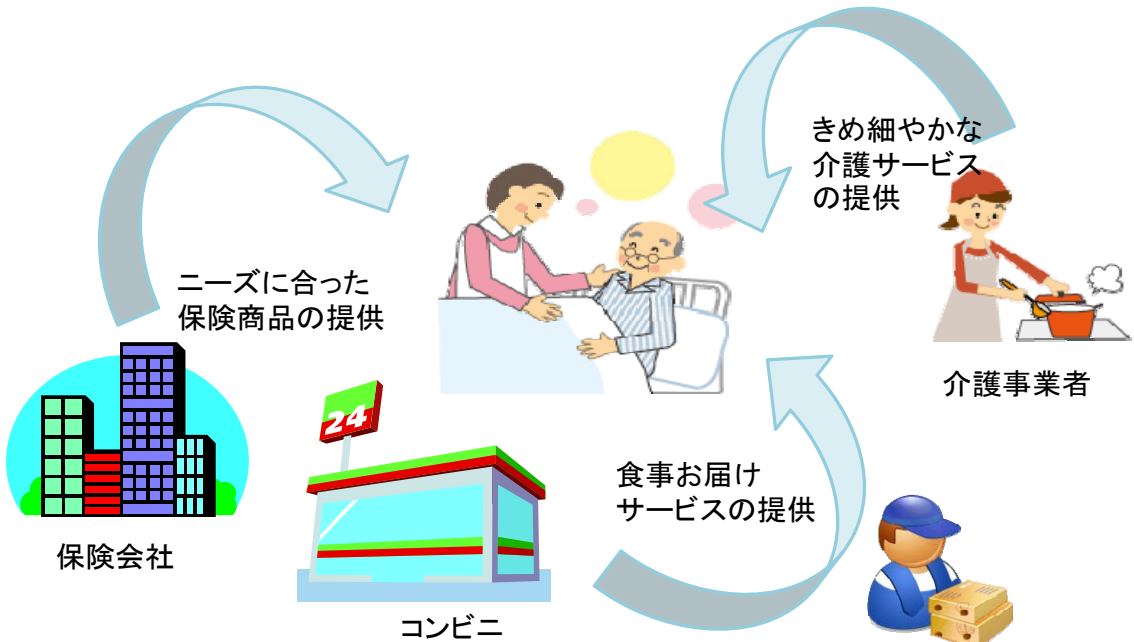 きめ細やかな
介護サービス
の提供
ニーズに合った
保険商品の提供
介護事業者
24
食事お届け
サービスの提供
保険会社
コンビニ